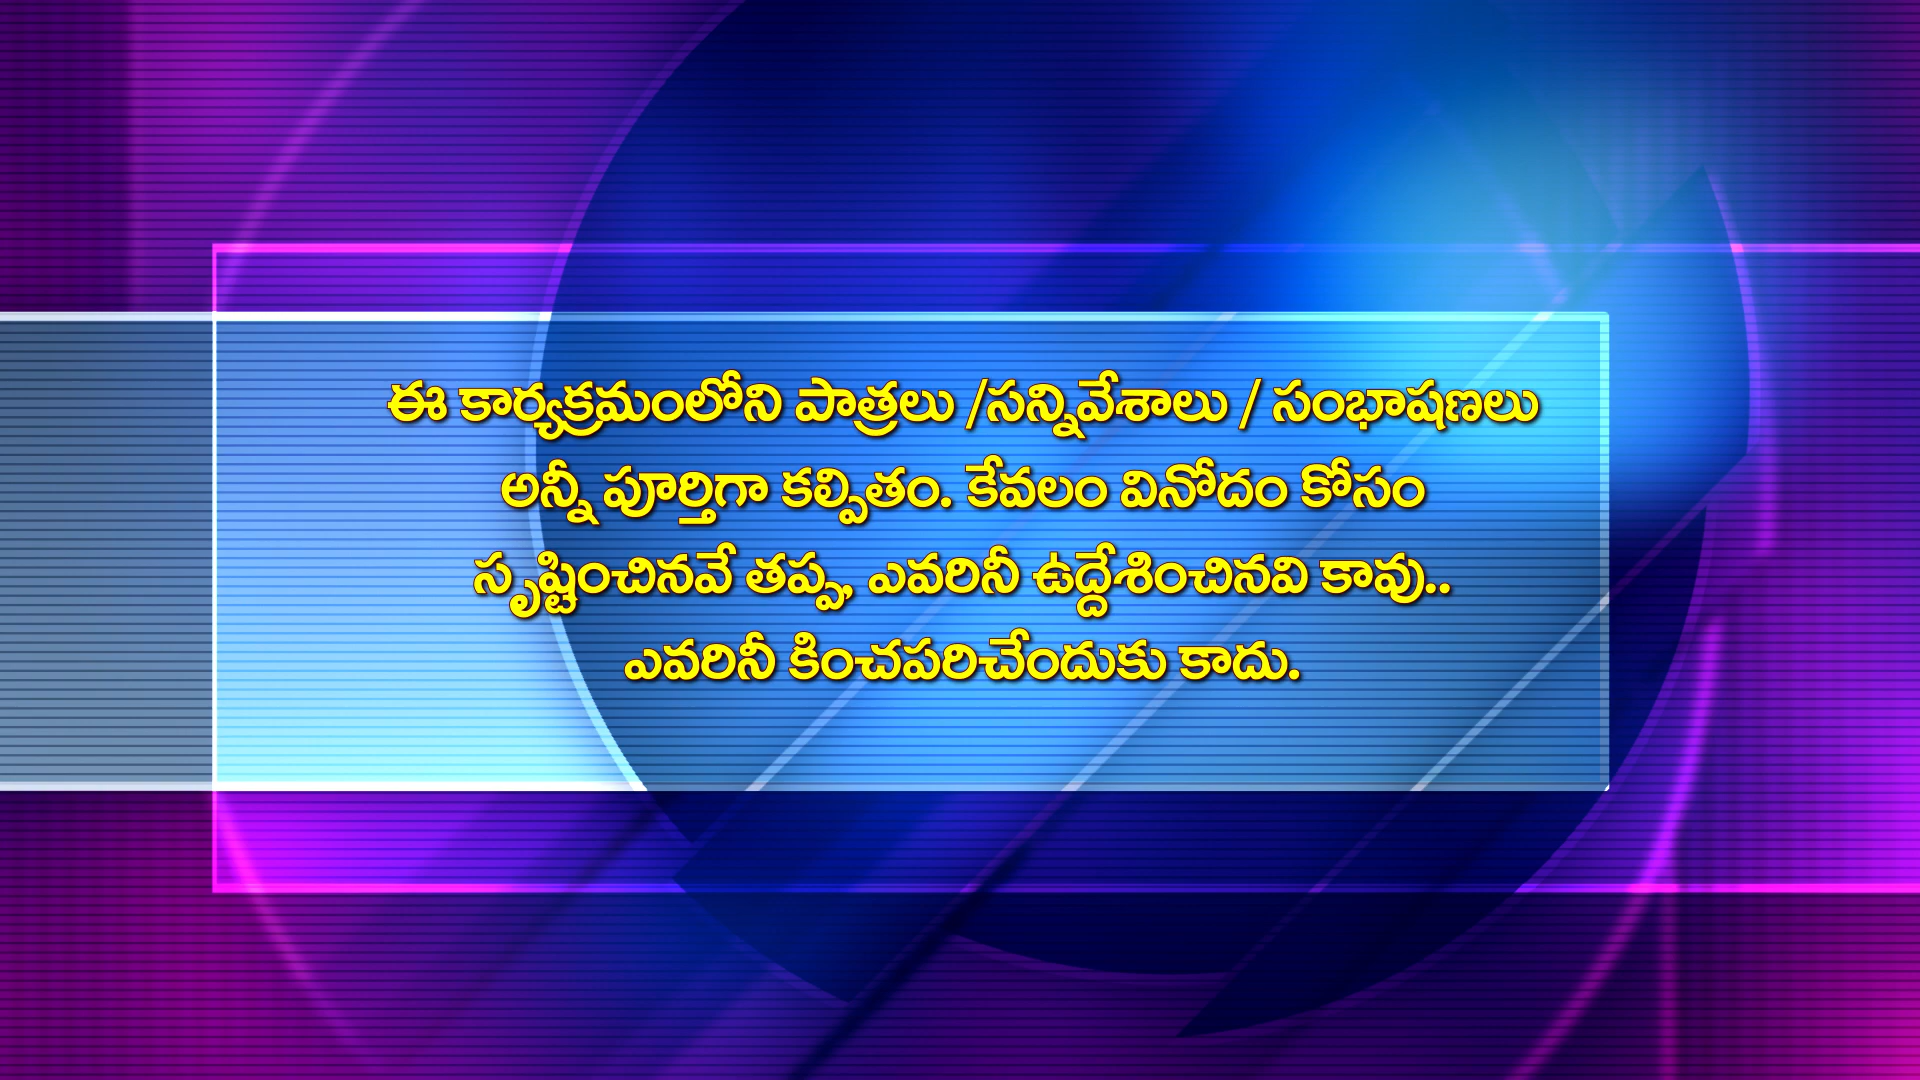 ఈ కార్యక్రమంలోని పాత్రలు /సన్నివేశాలు / సంభాషణలు
అన్నీ పూర్తిగా కల్పితం. కేవలం వినోదం కోసం
సృష్టించినవే తప్ప, ఎవరినీ ఉద్దేశించినవి కావు..
ఎవరినీ కించపరిచేందుకు కాదు.